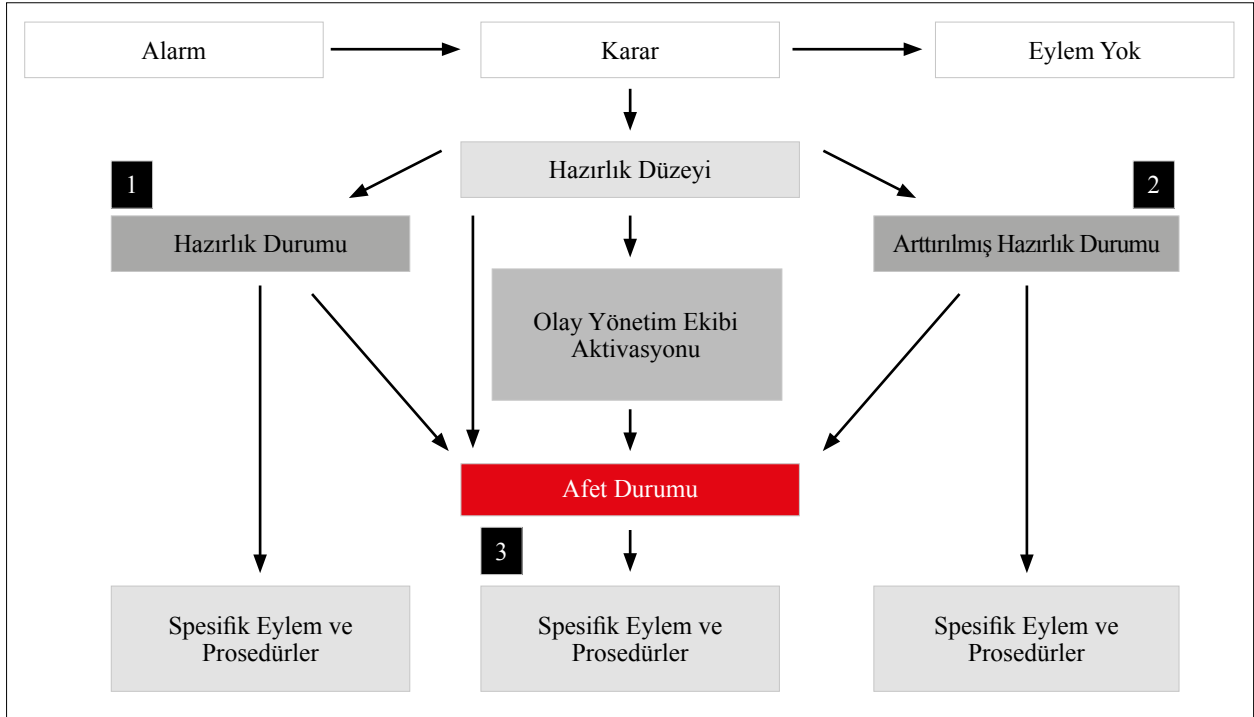 Alarm
Karar
Eylem Yok
Hazırlık Düzeyi
1
2
Hazırlık Durumu
Arttırılmış Hazırlık Durumu
Olay Yönetim Ekibi
Aktivasyonu
Afet Durumu
3
Spesifik Eylem ve
Prosedürler
Spesifik Eylem ve
Prosedürler
Spesifik Eylem ve
Prosedürler